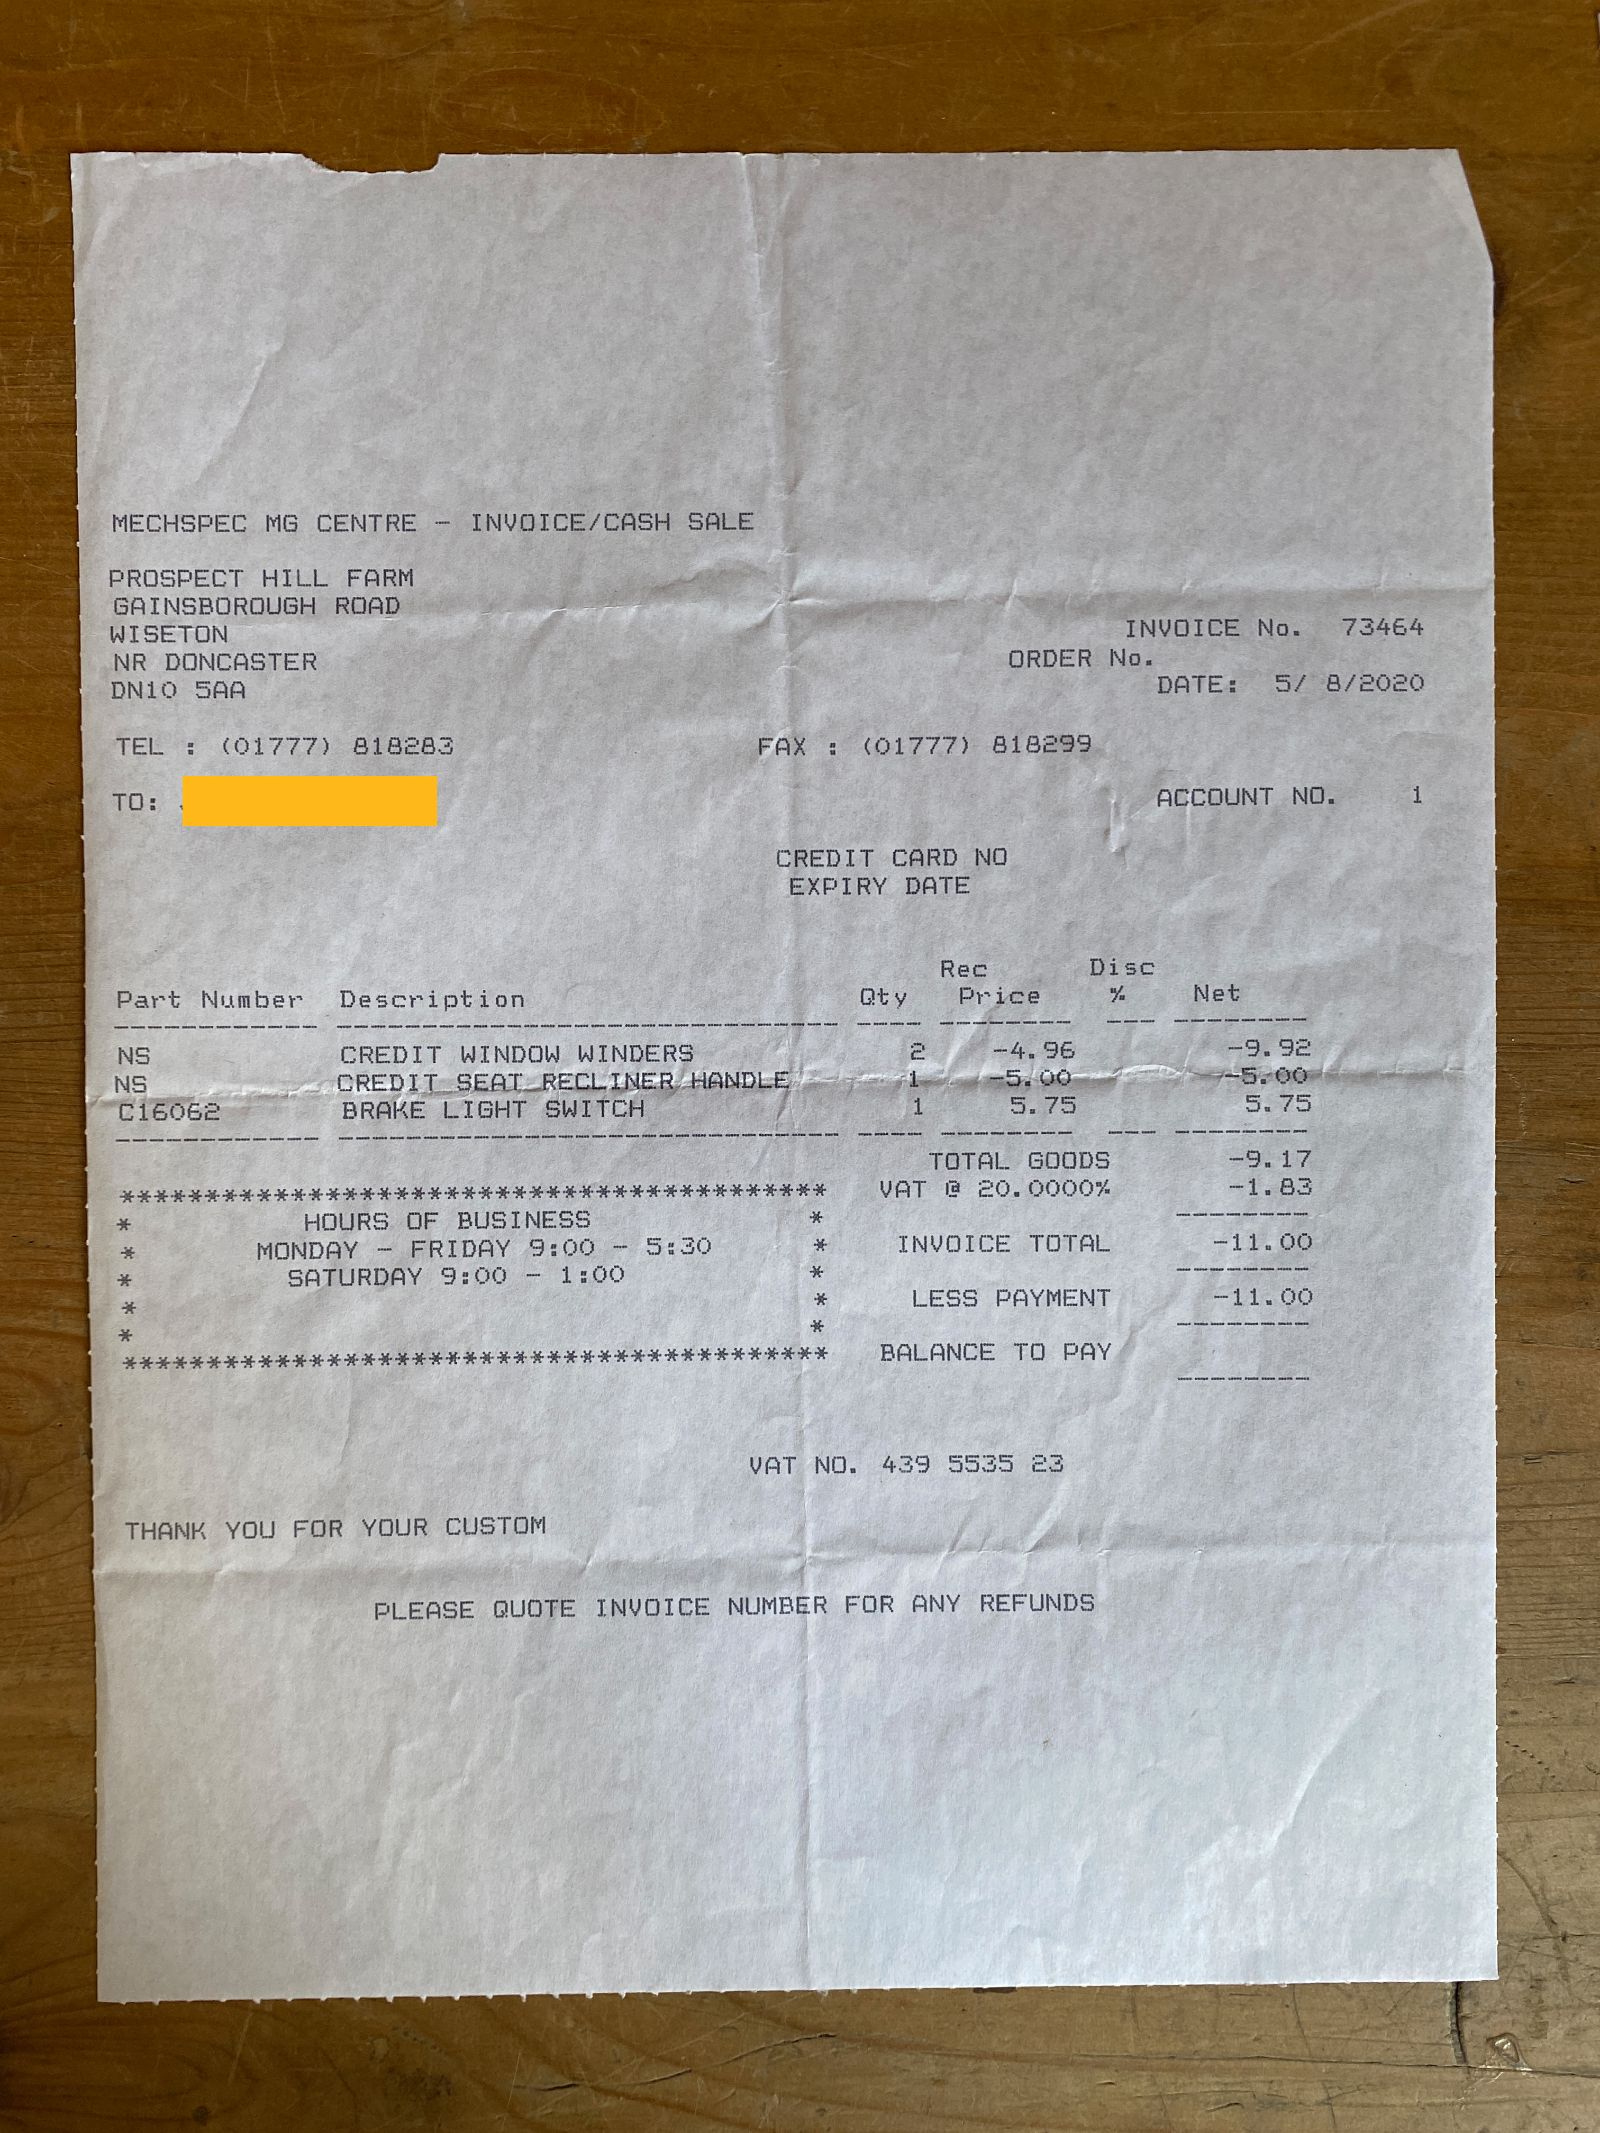 MECHSPEC MG CENTRE - INVOICE/CASH SALE
PROSPECT HILL FARM
GAINSBOROUGH ROAD
WISETON
INVOICE No. 73464
NR DONCASTER
ORDER No.
DN10 5AA
DATE: 5/ 8/2020
TEL : (01777) 818283 FAX : (01777) 818299
TO: ACCOUNT NO. 1
CREDIT CARD NO
EXPIRY DATE
Rec Disc
Part Number Description Qty Price % Net
NS CREDIT WINDOW WINDERS 2 -4.96 -9.92
NS CREDIT SEAT RECLINER HANDLE 1 -5.00 -5.00
C16062 BRAKE LIGHT SWITCH 1 5.75 5.75
TOTAL GOODS -9.17
**************************************** VAT @ 20.0000% -1.83
* HOURS OF BUSINESS *
* MONDAY - FRIDAY 9:00 - 5:30 * INVOICE TOTAL -11.00
* SATURDAY 9:00 - 1:00 *
* * LESS PAYMENT -11.00
* *
**************************************** BALANCE TO PAY
VAT NO. 439 5535 23
THANK YOU FOR YOUR CUSTOM
PLEASE QUOTE INVOICE NUMBER FOR ANY REFUNDS